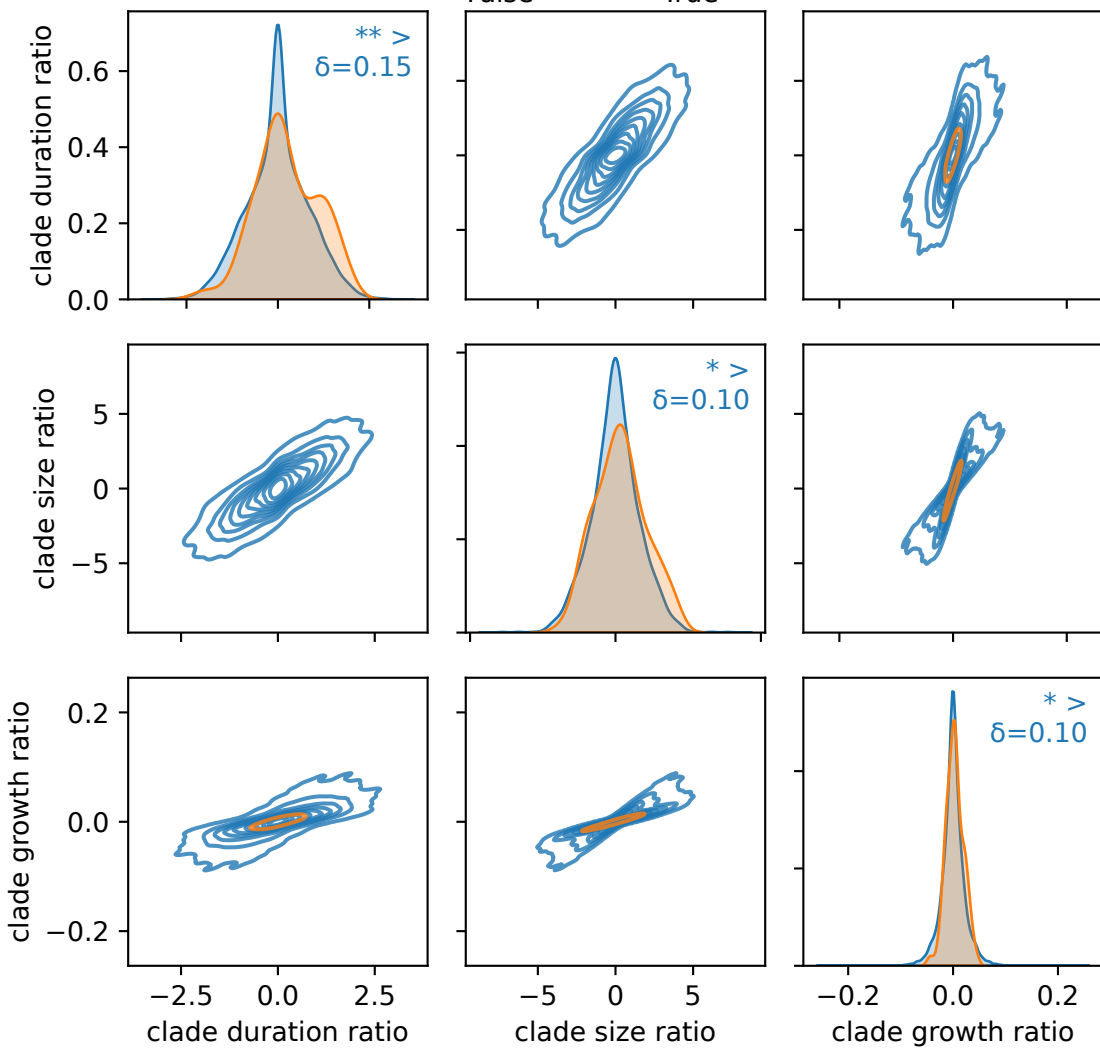 False True
clade duration ratio
0.6
0.4
0.2
0.0
** >
δ=0.15
clade size ratio
5
0
−5
* >
δ=0.10
clade growth ratio
0.2
0.0
−0.2
* >
δ=0.10
−2.5 0.0 2.5
−5 0 5
−0.2 0.0 0.2
clade duration ratio
clade size ratio
clade growth ratio